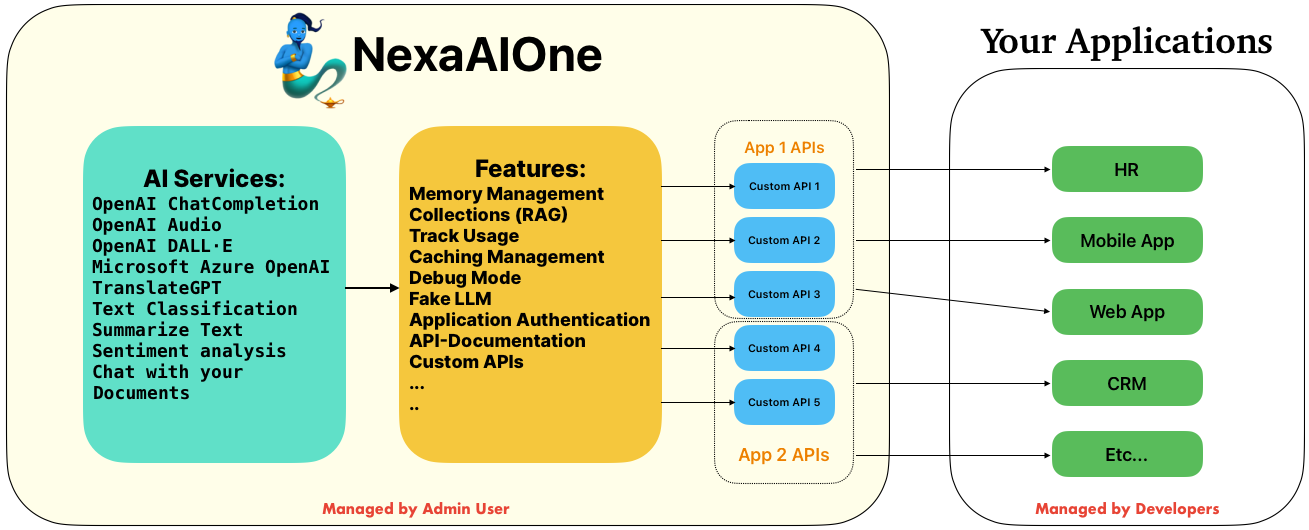 NexaAIOne
AI Services:
OpenAI ChatCompletion
OpenAI Audio
OpenAI DALL·E
Microsoft Azure OpenAI
TranslateGPT
Text Classification
Summarize Text
Sentiment analysis
Chat with your
Documents
Features:
Memory Management
Collections (RAG)
Track Usage
Caching Management
Debug Mode
Fake LLM
Application Authentication
API-Documentation
Custom APIs
...
..
App 1 APIs
Custom API 1
Custom API 2
Custom API 3
Custom API 4
Custom API 5
App 2 APIs
Managed by Admin User
Your Applications
HR
Mobile App
Web App
CRM
Etc...
Managed by Developers